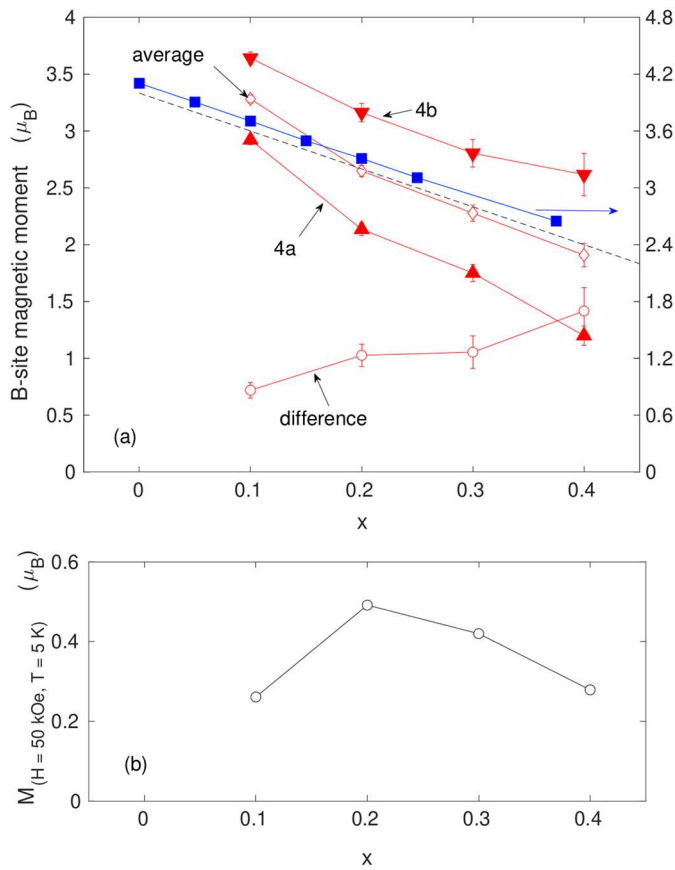 4
3.5
3
2.5
2
1.5
1
0.5
0
4.8
4.2
3.6
3
2.4
1.8
1.2
0.6
0
B-site magnetic moment (μB)
average
4b
4a
difference
(a)
0 0.1 0.2 0.3 0.4
x
0.6
0.4
0.2
0
M(H = 50 kOe, T = 5 K) (μB)
(b)
0 0.1 0.2 0.3 0.4
x